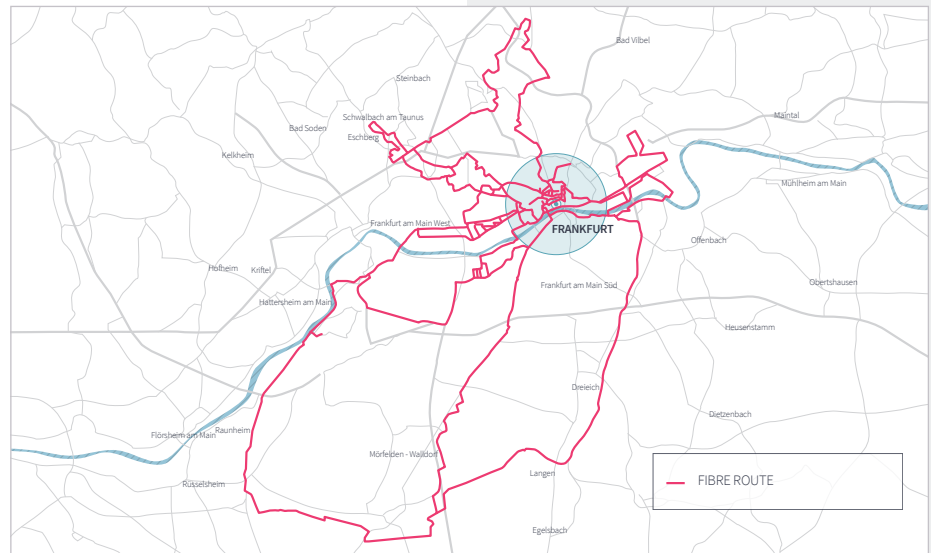 Bad Vilbel
Steinbach
Schwalbach am Taunus
Maintal
Bad Soden
Eschberg
Kelkheim
Mühlheim am Main
Frankfurt am Main West
FRANKFURT
Offenbach
Hofheim
Kriftel
Obertshausen
Frankfurt am Main Süd
Hattersheim am Main
Heusenstamm
Dreieich
Dietzenbach
Raunheim
Flörsheim am Main
Mörfelden - Walldorf
Langen
FIBRE ROUTE
Rüsselsheim
Egelsbach